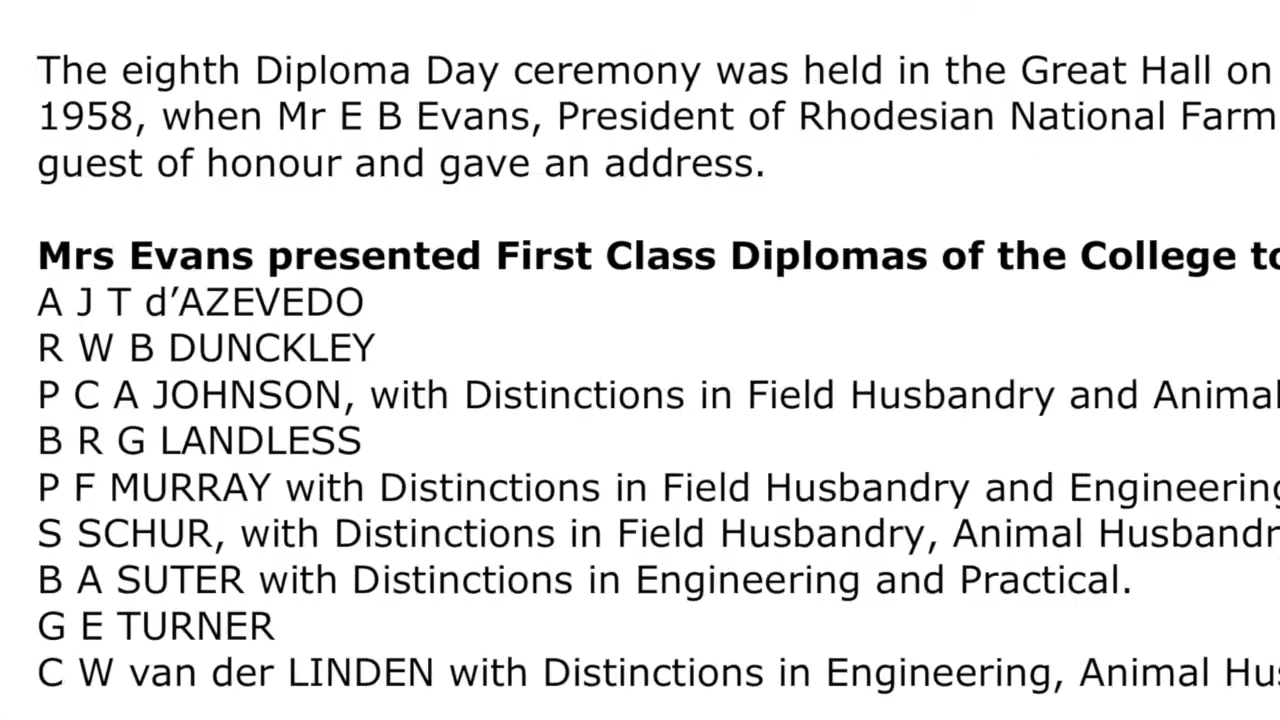 The eighth Diploma Day ceremony was held in the Great Hall on
1958, when Mr E B Evans, President of Rhodesian National Farm
guest of honour and gave an address.
Mrs Evans presented First Class Diplomas of the College to
A J T d’AZEVEDO
R W B DUNCKLEY
P C A JOHNSON, with Distinctions in Field Husbandry and Animal
B R G LANDLESS
P F MURRAY with Distinctions in Field Husbandry and Engineering
S SCHUR, with Distinctions in Field Husbandry, Animal Husbandr
B A SUTER with Distinctions in Engineering and Practical.
G E TURNER
C W van der LINDEN with Distinctions in Engineering, Animal Hus